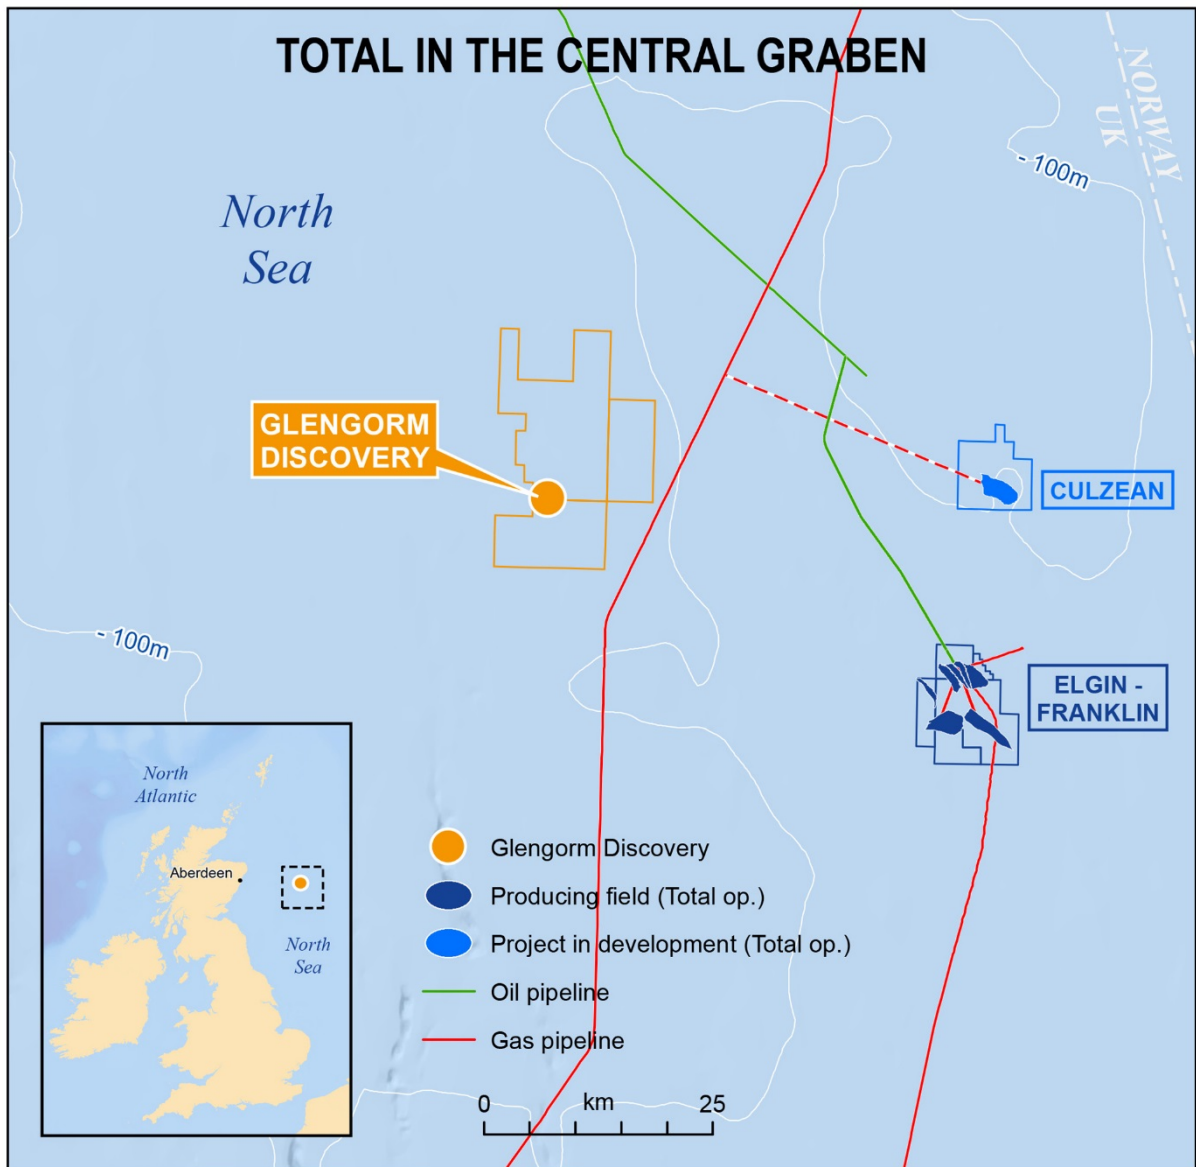 TOTAL IN THE CENTRAL GRABEN
NORWAY
UK
- 100m
North
Sea
GLENGORM
DISCOVERY
CULZEAN
- 100m
ELGIN -
FRANKLIN
North
Atlantic
Aberdeen
North
Sea
Glengorm Discovery
Producing field (Total op.)
Project in development (Total op.)
Oil pipeline
Gas pipeline
0 km 25